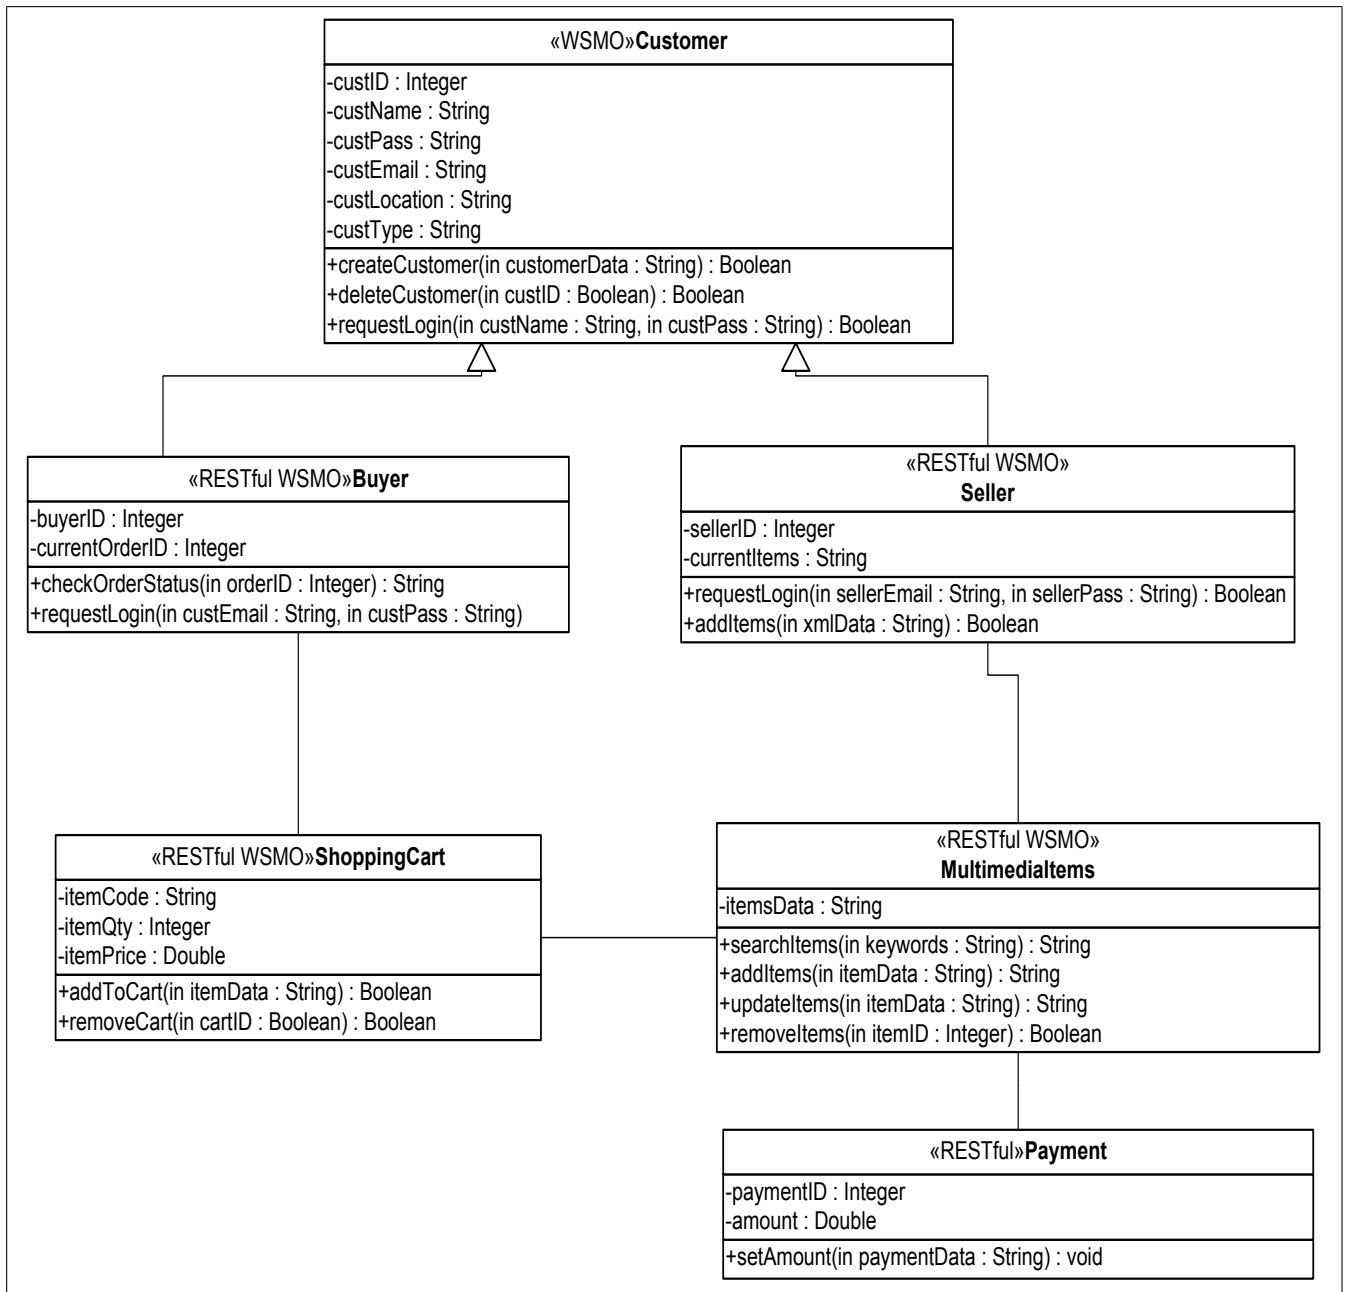 «WSMO»Customer
-custID : Integer
-custName : String
-custPass : String
-custEmail : String
-custLocation : String
-custType : String
+createCustomer(in customerData : String) : Boolean
+deleteCustomer(in custID : Boolean) : Boolean
+requestLogin(in custName : String, in custPass : String) : Boolean
«RESTful WSMO»Buyer
-buyerID : Integer
-currentOrderID : Integer
+checkOrderStatus(in orderID : Integer) : String
+requestLogin(in custEmail : String, in custPass : String)
«RESTful WSMO»
Seller
-sellerID : Integer
-currentItems : String
+requestLogin(in sellerEmail : String, in sellerPass : String) : Boolean
+addItems(in xmlData : String) : Boolean
«RESTful WSMO»ShoppingCart
-itemCode : String
-itemQty : Integer
-itemPrice : Double
+addToCart(in itemData : String) : Boolean
+removeCart(in cartID : Boolean) : Boolean
«RESTful WSMO»
MultimediaItems
-itemsData : String
+searchItems(in keywords : String) : String
+addItems(in itemData : String) : String
+updateItems(in itemData : String) : String
+removeItems(in itemID : Integer) : Boolean
«RESTful»Payment
-paymentID : Integer
-amount : Double
+setAmount(in paymentData : String) : void